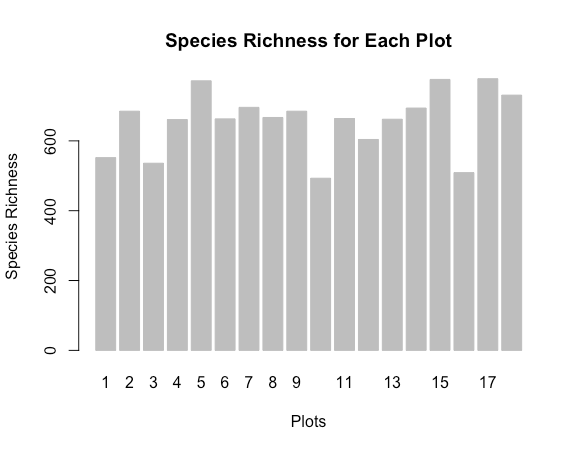 Species Richness for Each Plot
Species Richness
600
400
200
0
1 2 3 4 5 6 7 8 9 11 13 15 17
Plots